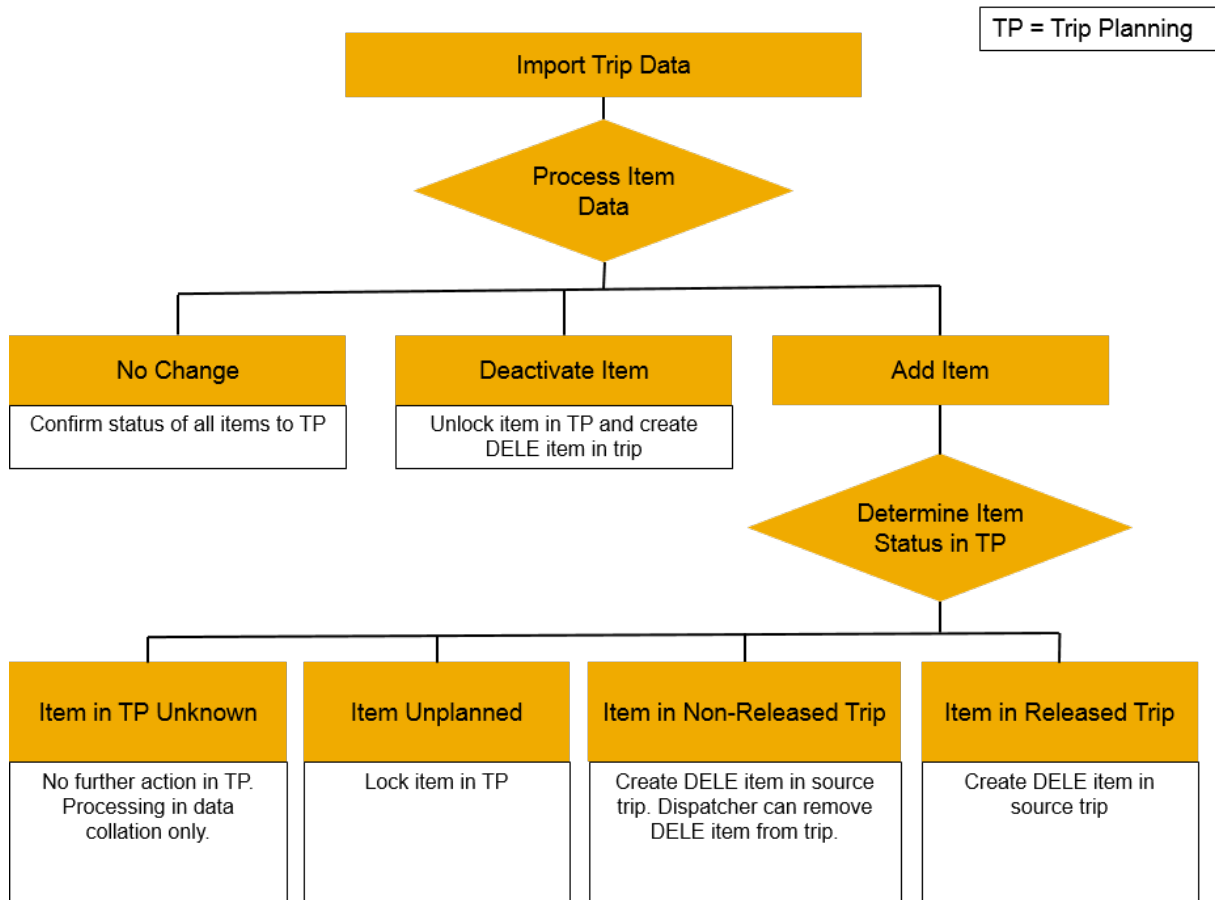 TP = Trip Planning
Import Trip Data
Process Item
Data
No Change
Confirm status of all items to TP
Deactivate Item
Unlock item in TP and create
DELE item in trip
Add Item
Determine Item
Status in TP
Item in TP Unknown
No further action in TP.
Processing in data
collation only.
Item Unplanned
Lock item in TP
Item in Non-Released Trip
Create DELE item in source
trip. Dispatcher can remove
DELE item from trip.
Item in Released Trip
Create DELE item in
source trip